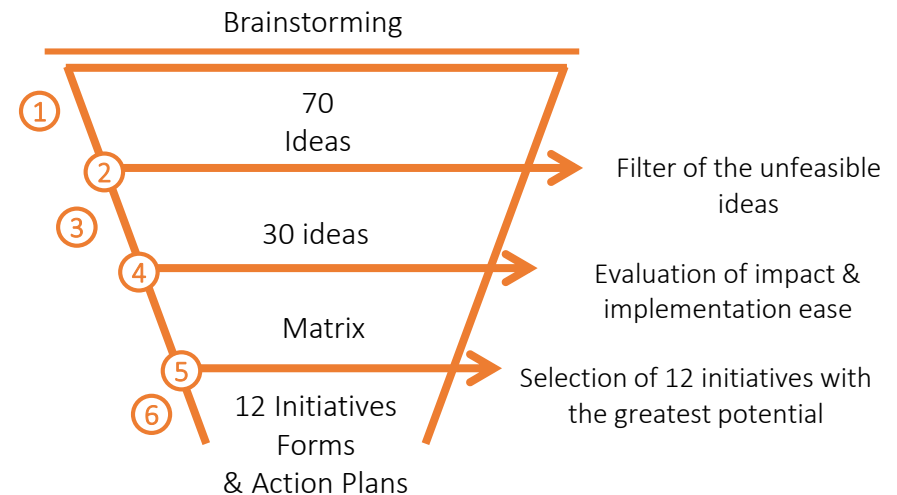 Brainstorming
1
70
Ideas
2
Filter of the unfeasible
ideas
3
30 ideas
4
Evaluation of impact &
implementation ease
Matrix
5
Selection of 12 initiatives with
the greatest potential
6
12 Initiatives
Forms
& Action Plans